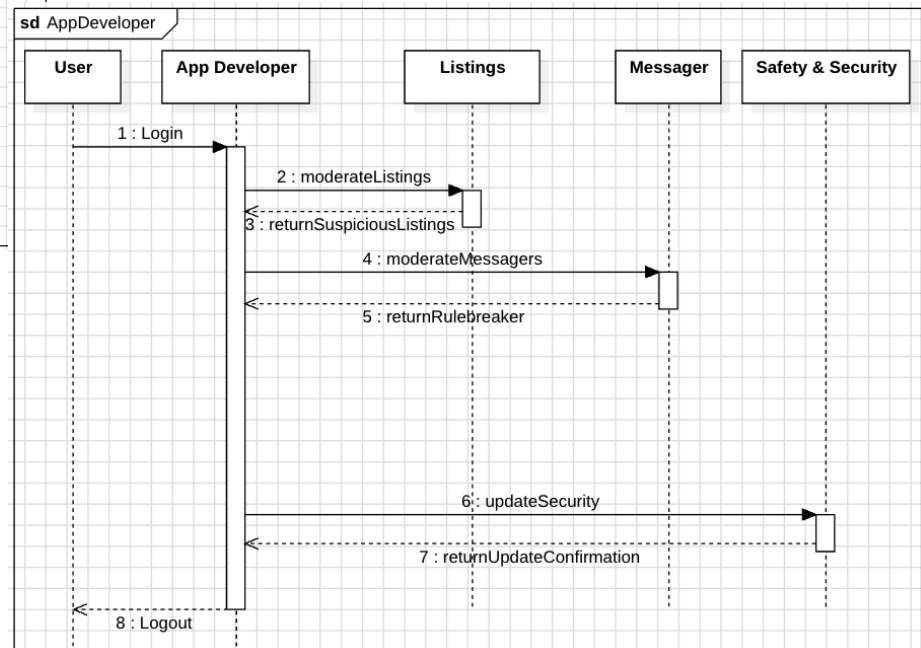 sd AppDeveloper
User
App Developer
Listings
Messager
Safety & Security
1 : Login
2 : moderateListings
3 : returnSuspiciousListings
4 : moderateMessagers
5 : returnRulebreaker
6 : updateSecurity
7 : returnUpdateConfirmation
8 : Logout